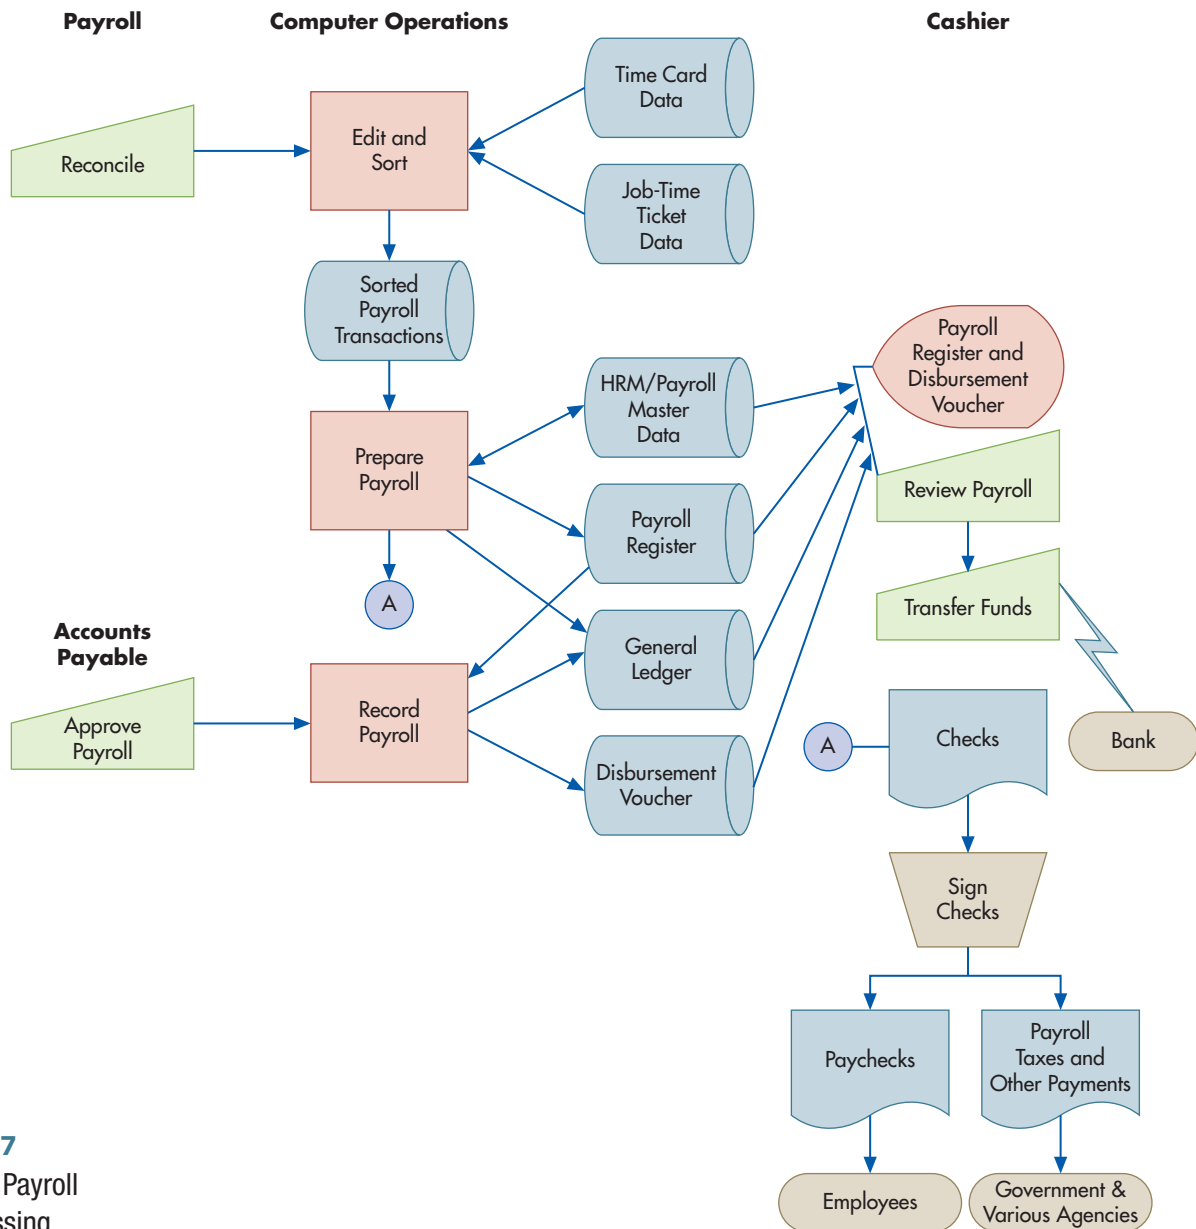 Payroll
Computer Operations
Cashier
Time Card
Data
Edit and
Sort
Reconcile
Job-Time
Ticket
Data
Sorted
Payroll
Transactions
Payroll
Register and
Disbursement
Voucher
HRM/Payroll
Master
Data
Prepare
Payroll
Review Payroll
Payroll
Register
A
Transfer Funds
Accounts
Payable
General
Ledger
Record
Payroll
Approve
Payroll
A
Checks
Bank
Disbursement
Voucher
Sign
Checks
Paychecks
Payroll
Taxes and
Other Payments
7
Payroll
ssing
Employees
Government &
Various Agencies